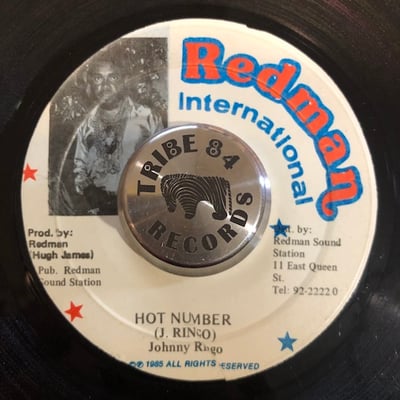 Redman
International
TRIBE 84
RECORDS
Prod. by:
Redman
(Hugh James)
Pub. Redman
Sound Station
by:
Redman Sound
Station
11 East Queen
St.
Tel: 92-2222 0
HOT NUMBER
(J. RINGO)
Johnny Ringo
©℗ 1985 ALL RIGHTS RESERVED